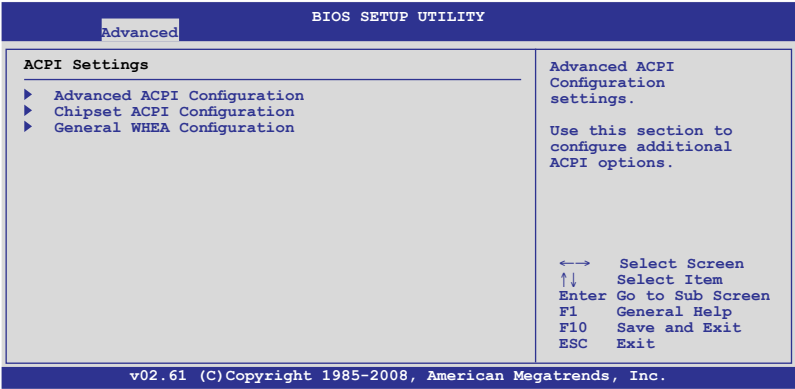 BIOS SETUP UTILITY
Advanced
ACPI Settings
Advanced ACPI Configuration
Chipset ACPI Configuration
General WHEA Configuration
Advanced ACPI
Configuration
settings.
Use this section to
configure additional
ACPI options.
←→ Select Screen
↑↓ Select Item
Enter Go to Sub Screen
F1 General Help
F10 Save and Exit
ESC Exit
v02.61 (C)Copyright 1985-2008, American Megatrends, Inc.